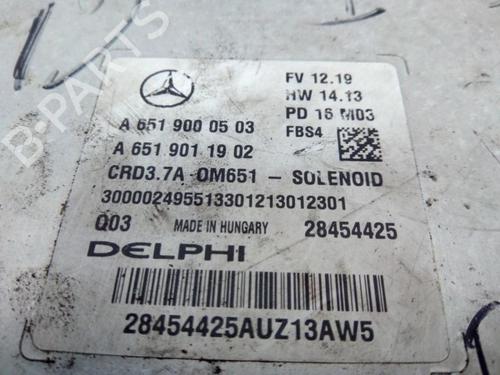 FV 12.19
HW 14.13
A 651 900 05 03
PD 16 M03
A 651 901 19 02
FBS4
CRD3.7A OM651 - SOLENOID
300002495513301213012301
Q03 MADE IN HUNGARY 28454425
DELPHI
28454425AUZ13AW5
B-PARTS